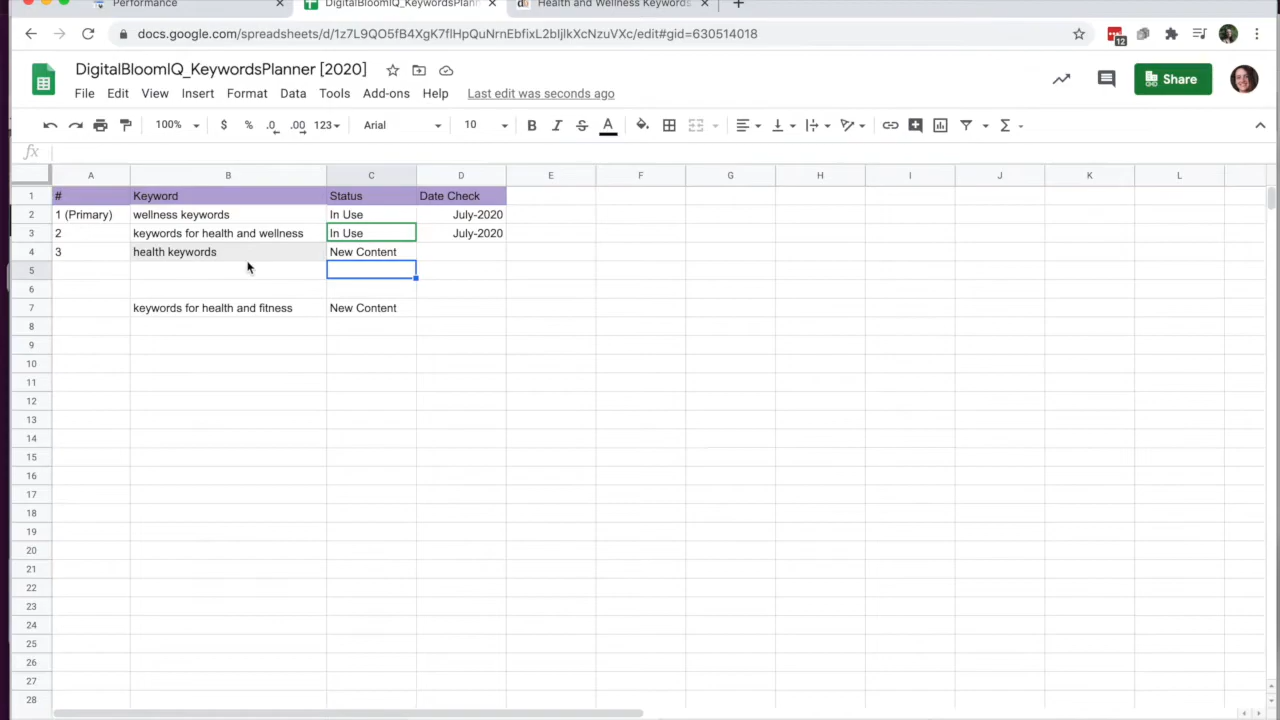 Performance × DigitalBloomIQ_KeywordsPlann × Health and Wellness Keywords × +
docs.google.com/spreadsheets/d/1z7L9QO5fB4XgK7flHpQuNrnEbfixL2bIjlkXcNzuVXc/edit#gid=630514018 12
DigitalBloomIQ_KeywordsPlanner [2020]
Share
File Edit View Insert Format Data Tools Add-ons Help Last edit was seconds ago
100% $ % .0 .00 123 Arial 10 B I S A Σ
fx
A B C D E F G H I J K L
1 # Keyword Status Date Check
2 1 (Primary) wellness keywords In Use July-2020
3 2 keywords for health and wellness In Use July-2020
4 3 health keywords New Content
5
6
7 keywords for health and fitness New Content
8
9
10
11
12
13
14
15
16
17
18
19
20
21
22
23
24
25
26
27
28